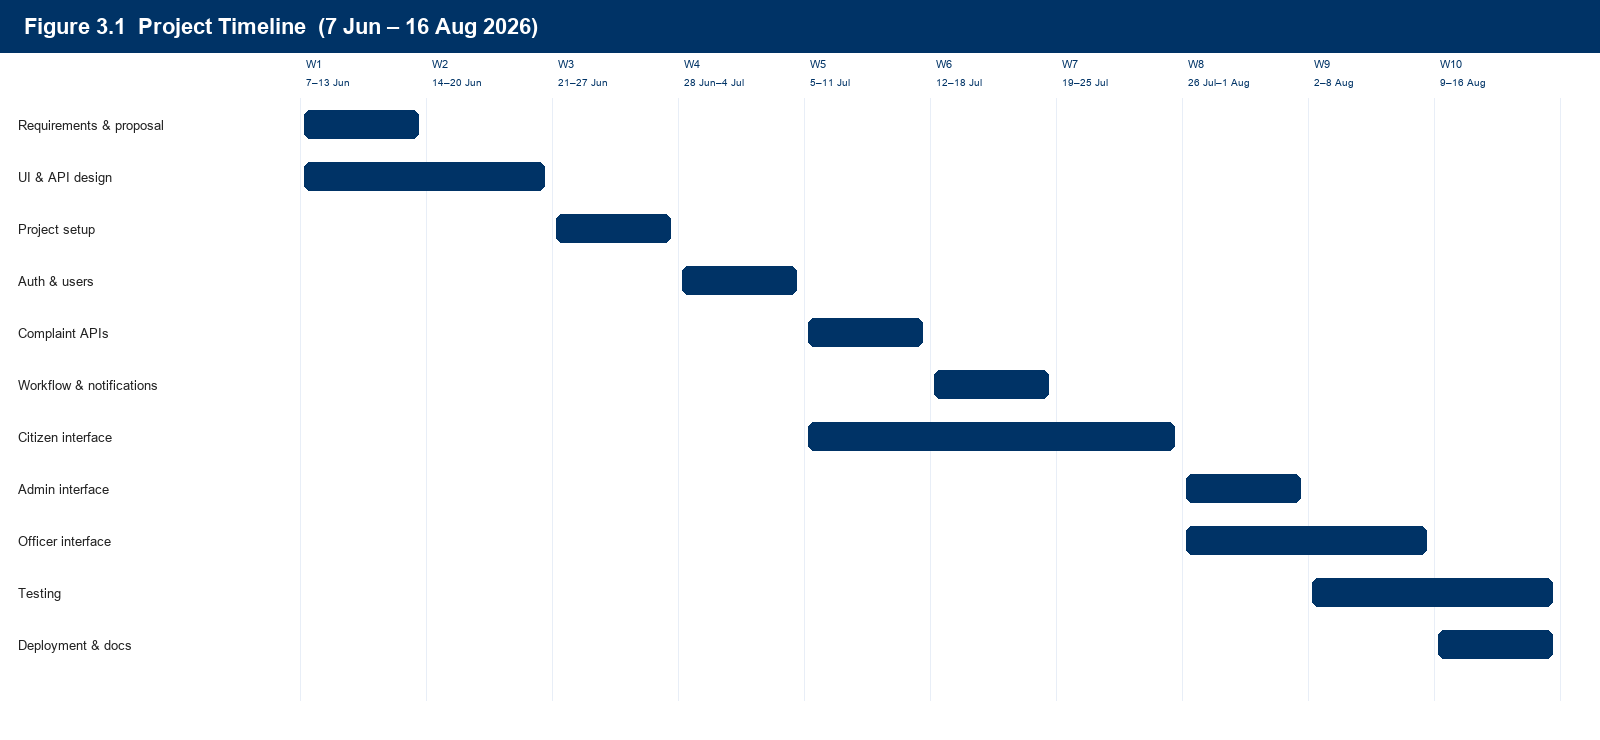 Figure 3.1  Project Timeline  (7 Jun – 16 Aug 2026)
W1 W2 W3 W4 W5 W6 W7 W8 W9 W10
7–13 Jun 14–20 Jun 21–27 Jun 28 Jun–4 Jul 5–11 Jul 12–18 Jul 19–25 Jul 26 Jul–1 Aug 2–8 Aug 9–16 Aug
Requirements & proposal
UI & API design
Project setup
Auth & users
Complaint APIs
Workflow & notifications
Citizen interface
Admin interface
Officer interface
Testing
Deployment & docs